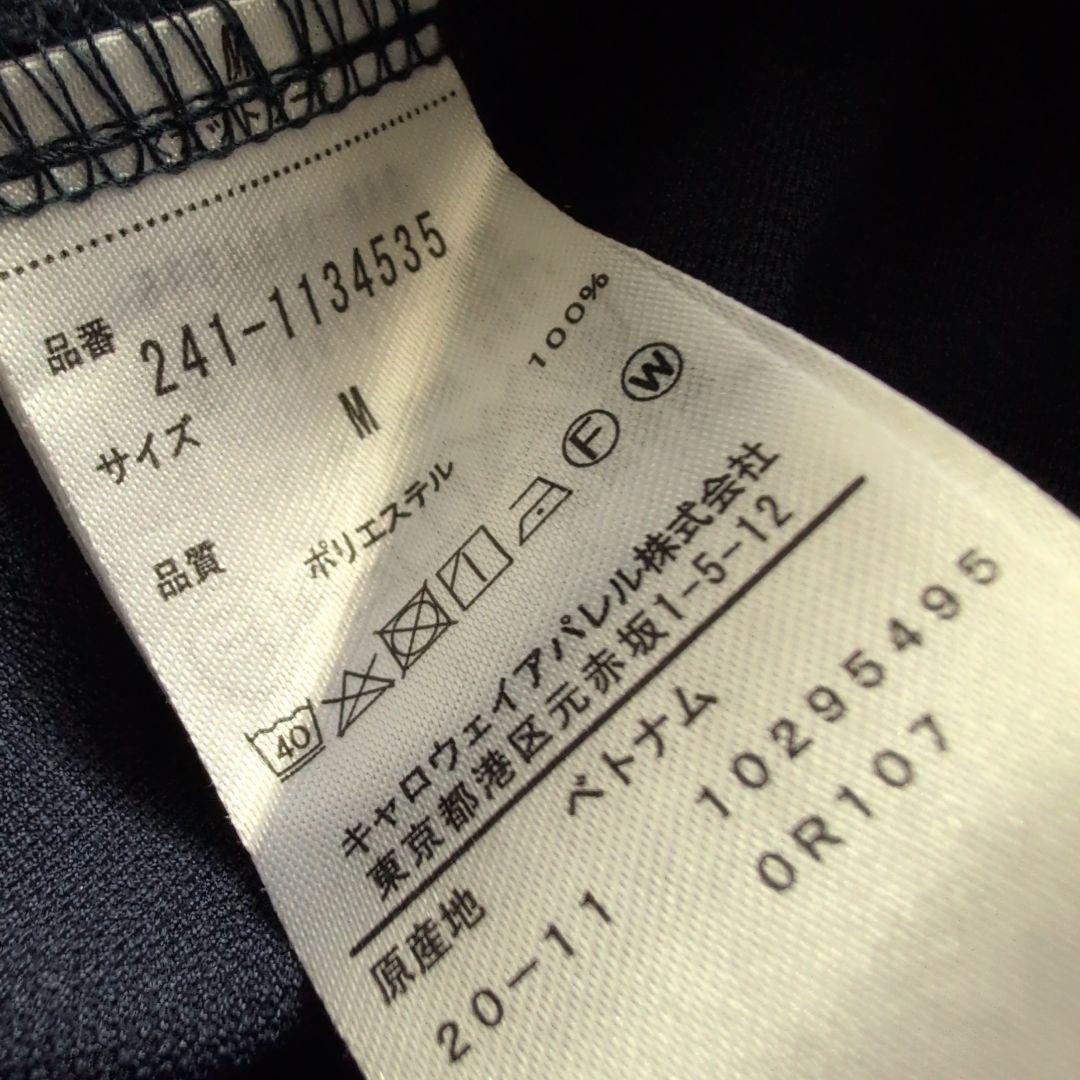 品番 241-1134535
サイズ M
品質 ポリエステル 100%
40 F W
キャロウェイアパレル株式会社
東京都港区元赤坂1-5-12
原産地 ベトナム
20-11 10295495
0R107